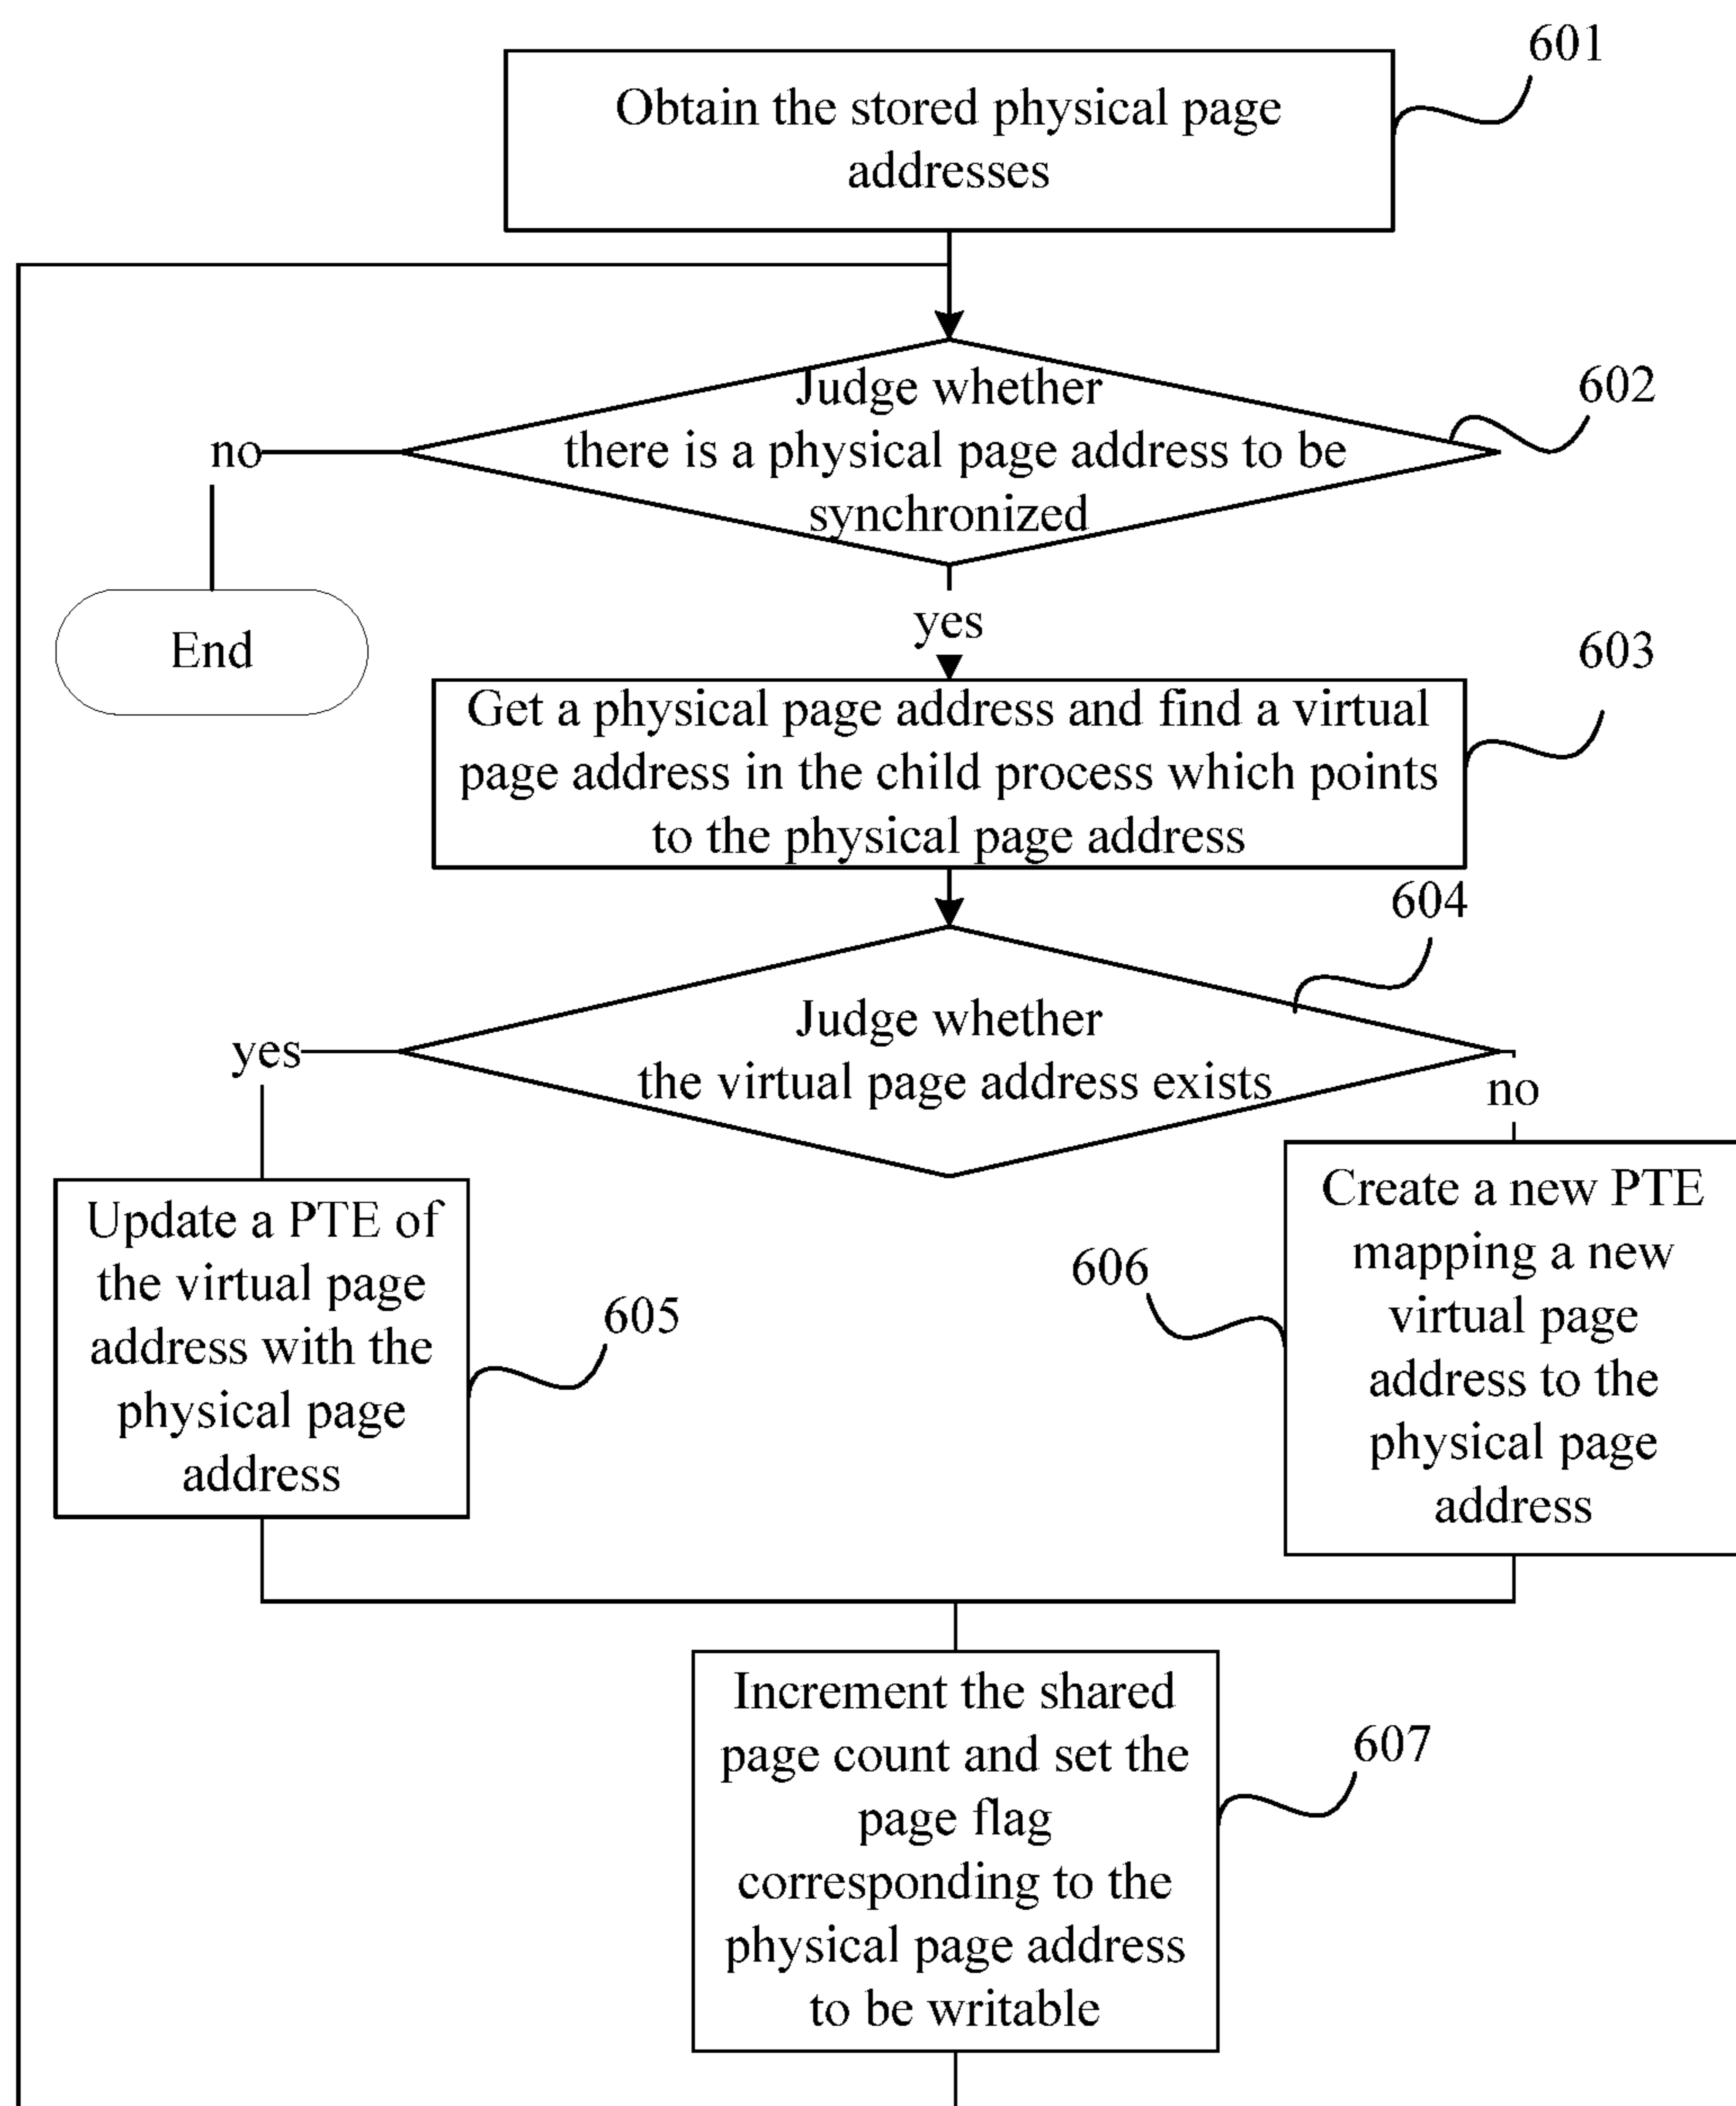 601
Obtain the stored physical page
addresses
602
Judge whether
there is a physical page address to be
synchronized
no
End
yes
603
Get a physical page address and find a virtual
page address in the child process which points
to the physical page address
604
Judge whether
the virtual page address exists
yes
no
Update a PTE of
the virtual page
address with the
physical page
address
605
606
Create a new PTE
mapping a new
virtual page
address to the
physical page
address
Increment the shared
page count and set the
page flag
corresponding to the
physical page address
to be writable
607